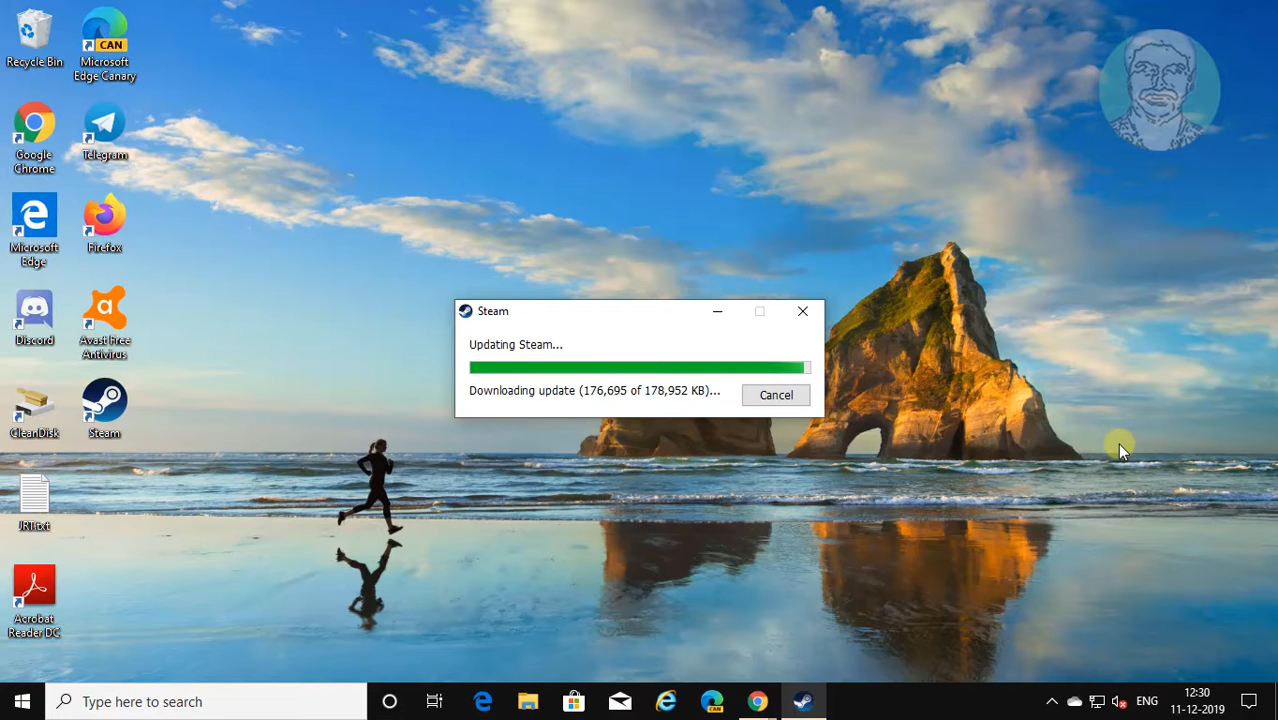 Recycle Bin
Microsoft
Edge Canary
CAN
Google
Chrome
Telegram
Microsoft
Edge
Firefox
Discord
Avast Free
Antivirus
CleanDisk
Steam
JRT.txt
Acrobat
Reader DC
Steam
Updating Steam...
Downloading update (176,695 of 178,952 KB)...
Cancel
Type here to search
CAN
ENG
12:30
11-12-2019